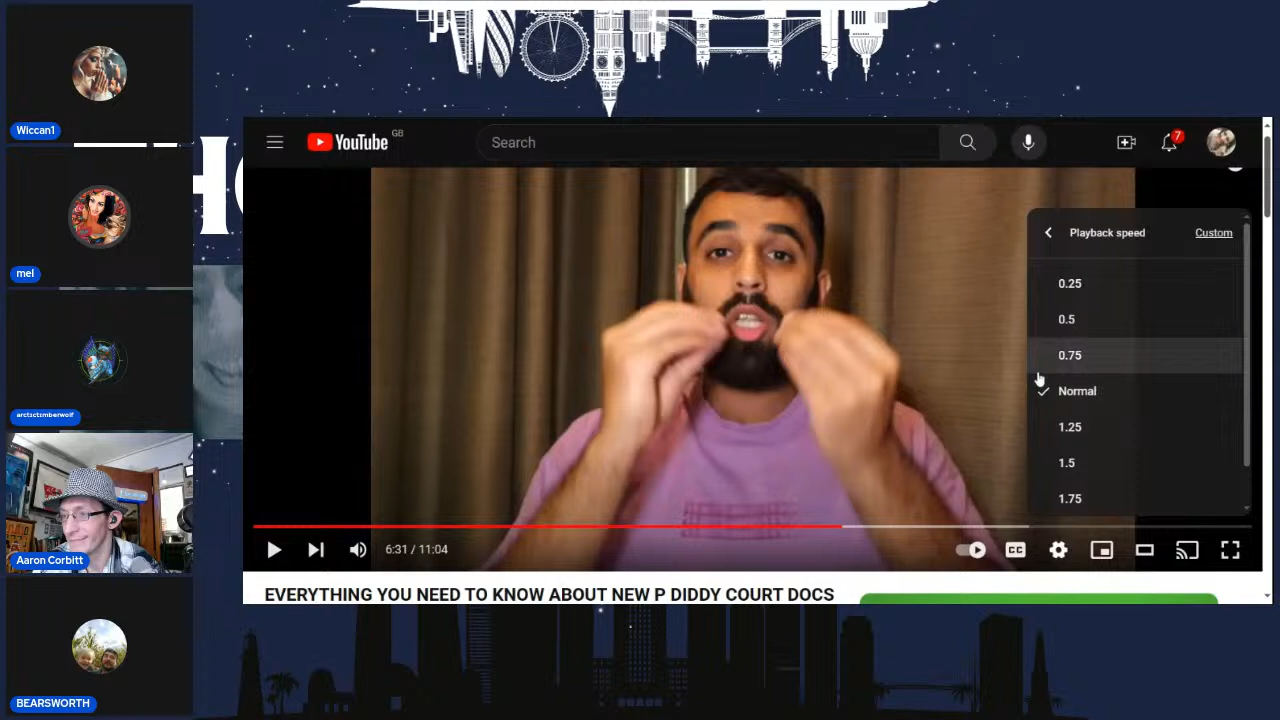 Wiccan1
mel
arct1ct1mberwolf
Aaron Corbitt
BEARSWORTH
YouTube GB
Search
7
Playback speed
Custom
0.25
0.5
0.75
Normal
1.25
1.5
1.75
6:31 / 11:04
CC
EVERYTHING YOU NEED TO KNOW ABOUT NEW P DIDDY COURT DOCS